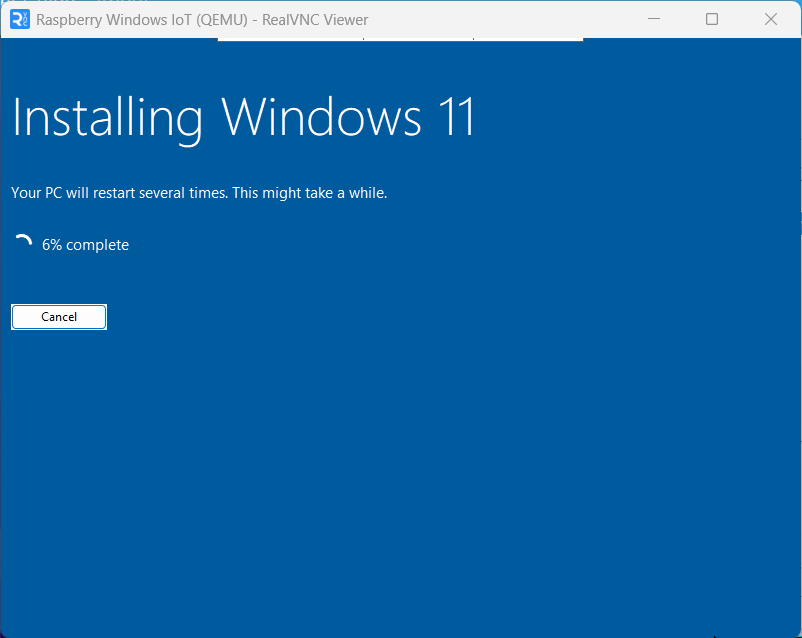 Raspberry Windows IoT (QEMU) - RealVNC Viewer
Installing Windows 11
Your PC will restart several times. This might take a while.
6% complete
Cancel